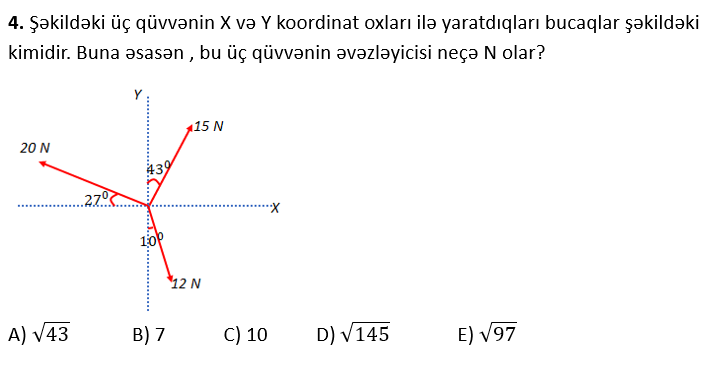 4. Şəkildəki üç qüvvənin X və Y koordinat oxları ilə yaratdıqları bucaqlar şəkildəki
kimidir. Buna əsasən , bu üç qüvvənin əvəzləyicisi neçə N olar?
Y
15 N
20 N
43⁰
27⁰
X
10⁰
12 N
A) √43 B) 7 C) 10 D) √145 E) √97